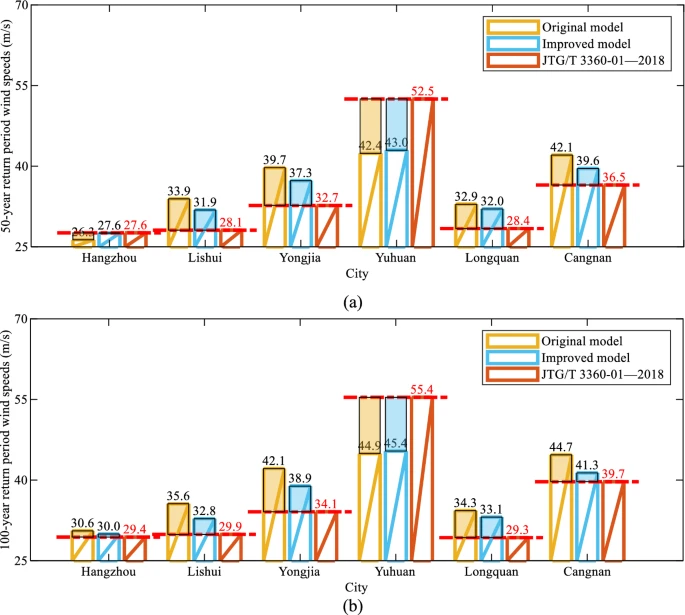 70
55
40
25
50-year return period wind speeds (m/s)
Original model
Improved model
JTG/T 3360-01—2018
26.3 27.6 27.6
33.9 31.9 28.1
39.7 37.3 32.7
42.4 43.0 52.5
32.9 32.0 28.4
42.1 39.6 36.5
Hangzhou Lishui Yongjia Yuhuan Longquan Cangnan
City
(a)
70
55
40
25
100-year return period wind speeds (m/s)
Original model
Improved model
JTG/T 3360-01—2018
30.6 30.0 29.4
35.6 32.8 29.9
42.1 38.9 34.1
44.9 45.4 55.4
34.3 33.1 29.3
44.7 41.3 39.7
Hangzhou Lishui Yongjia Yuhuan Longquan Cangnan
City
(b)